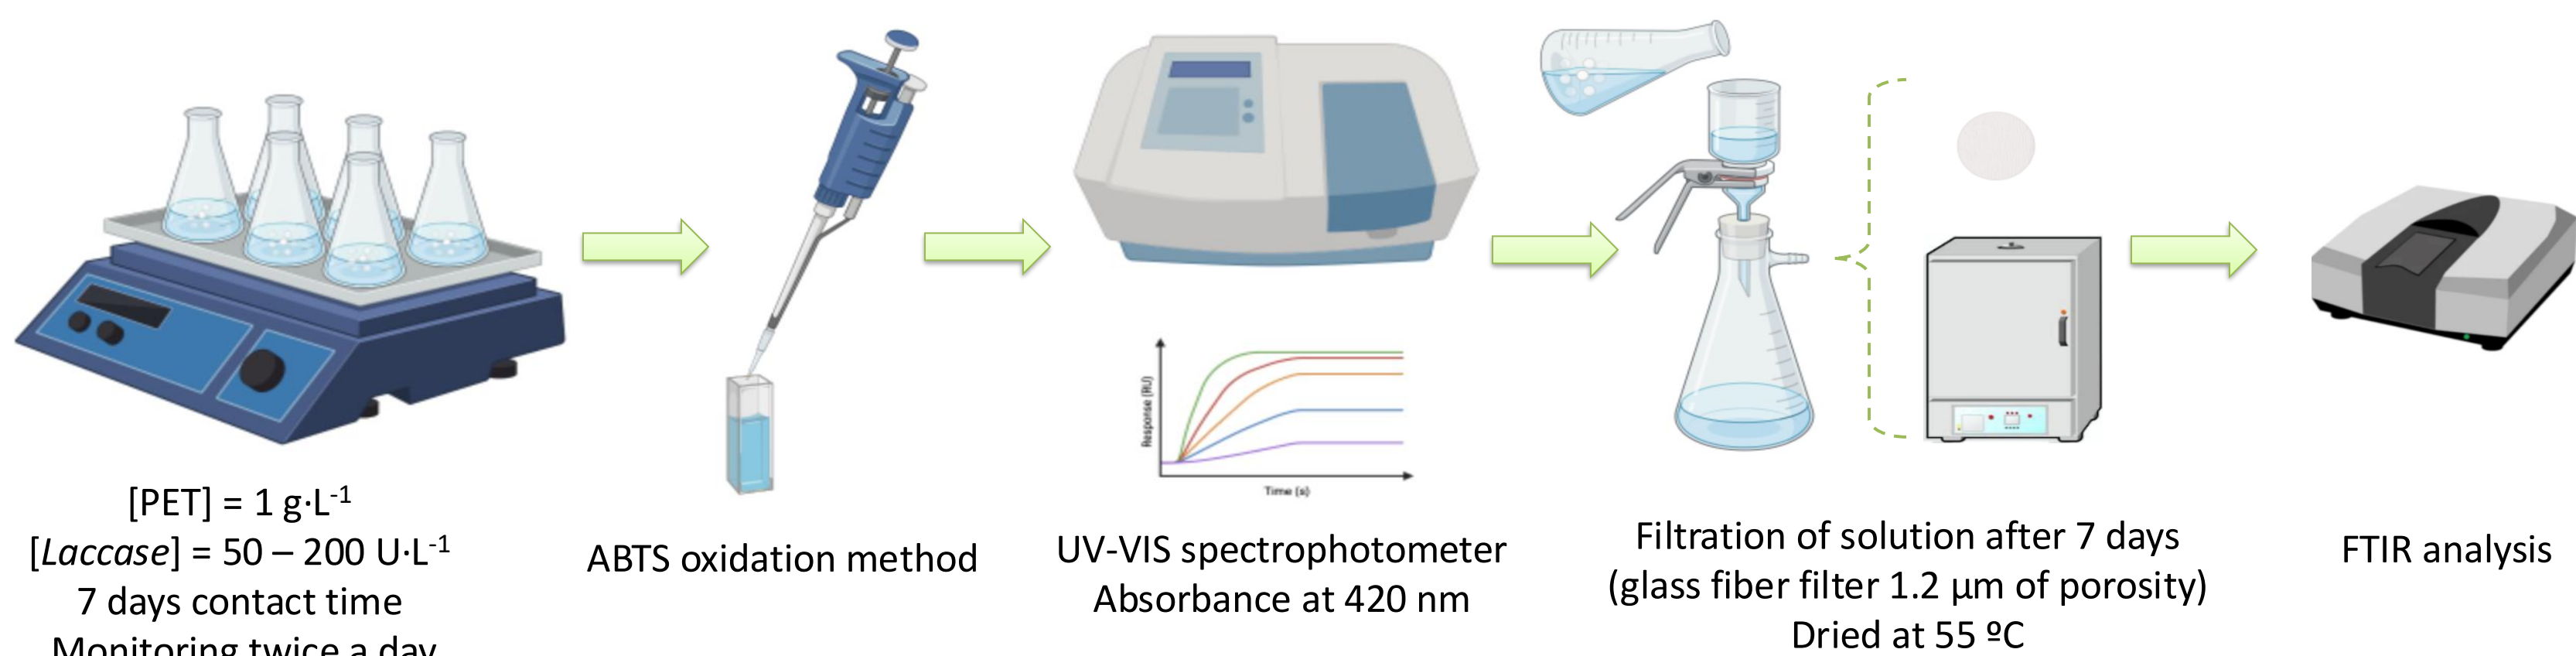 [PET] = 1 g·L-1
[Laccase] = 50 – 200 U·L-1
7 days contact time
Monitoring twice a day
ABTS oxidation method
Response (RU)
Time (s)
UV-VIS spectrophotometer
Absorbance at 420 nm
Filtration of solution after 7 days
(glass fiber filter 1.2 µm of porosity)
Dried at 55 ºC
FTIR analysis